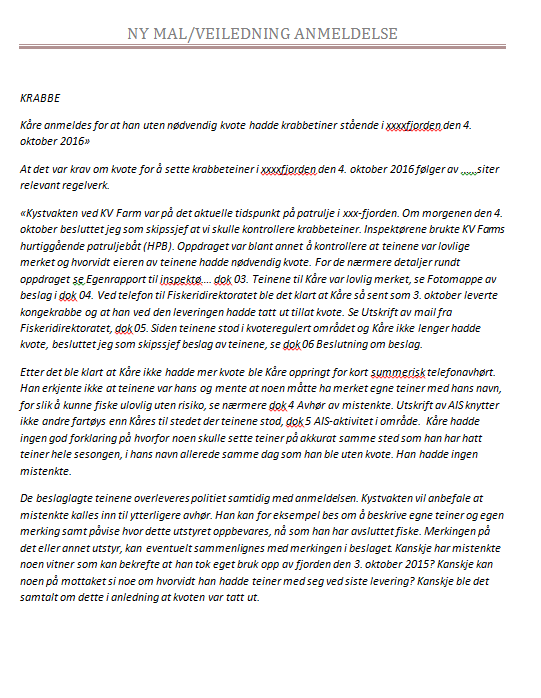 NY MAL/VEILEDNING ANMELDELSE
KRABBE
Kåre anmeldes for at han uten nødvendig kvote hadde krabbetiner stående i xxxxfjorden den 4.
oktober 2016»
At det var krav om kvote for å sette krabbeteiner i xxxxfjorden den 4. oktober 2016 følger av ,,,,,siter
relevant regelverk.
«Kystvakten ved KV Farm var på det aktuelle tidspunkt på patrulje i xxx-fjorden. Om morgenen den 4.
oktober besluttet jeg som skipssjef at vi skulle kontrollere krabbeteiner. Inspektørene brukte KV Farms
hurtiggående patruljebåt (HPB). Oppdraget var blant annet å kontrollere at teinene var lovlige
merket og hvorvidt eieren av teinene hadde nødvendig kvote. For de nærmere detaljer rundt
oppdraget se Egenrapport til inspektø.... dok 03. Teinene til Kåre var lovlig merket, se Fotomappe av
beslag i dok 04. Ved telefon til Fiskeridirektoratet ble det klart at Kåre så sent som 3. oktober leverte
kongekrabbe og at han ved den leveringen hadde tatt ut tillat kvote. Se Utskrift av mail fra
Fiskeridirektoratet, dok 05. Siden teinene stod i kvoteregulert området og Kåre ikke lenger hadde
kvote, besluttet jeg som skipssjef beslag av teinene, se dok 06 Beslutning om beslag.
Etter det ble klart at Kåre ikke hadde mer kvote ble Kåre oppringt for kort summerisk telefonavhørt.
Han erkjente ikke at teinene var hans og mente at noen måtte ha merket egne teiner med hans navn,
for slik å kunne fiske ulovlig uten risiko, se nærmere dok 4 Avhør av mistenkte. Utskrift av AIS knytter
ikke andre fartøys enn Kåres til stedet der teinene stod, dok 5 AIS-aktivitet i område. Kåre hadde
ingen god forklaring på hvorfor noen skulle sette teiner på akkurat samme sted som han har hatt
teiner hele sesongen, i hans navn allerede samme dag som han ble uten kvote. Han hadde ingen
mistenkte.
De beslaglagte teinene overleveres politiet samtidig med anmeldelsen. Kystvakten vil anbefale at
mistenkte kalles inn til ytterligere avhør. Han kan for eksempel bes om å beskrive egne teiner og egen
merking samt påvise hvor dette utstyret oppbevares, nå som han har avsluttet fiske. Merkingen på
det eller annet utstyr, kan eventuelt sammenlignes med merkingen i beslaget. Kanskje har mistenkte
noen vitner som kan bekrefte at han tok eget bruk opp av fjorden den 3. oktober 2015? Kanskje kan
noen på mottaket si noe om hvorvidt han hadde teiner med seg ved siste levering? Kanskje ble det
samtalt om dette i anledning at kvoten var tatt ut.